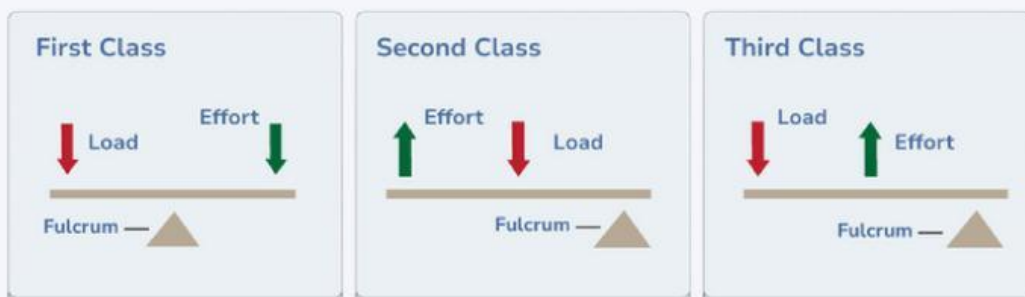 First Class
Effort
Load
Fulcrum
Second Class
Effort
Load
Fulcrum
Third Class
Load
Effort
Fulcrum